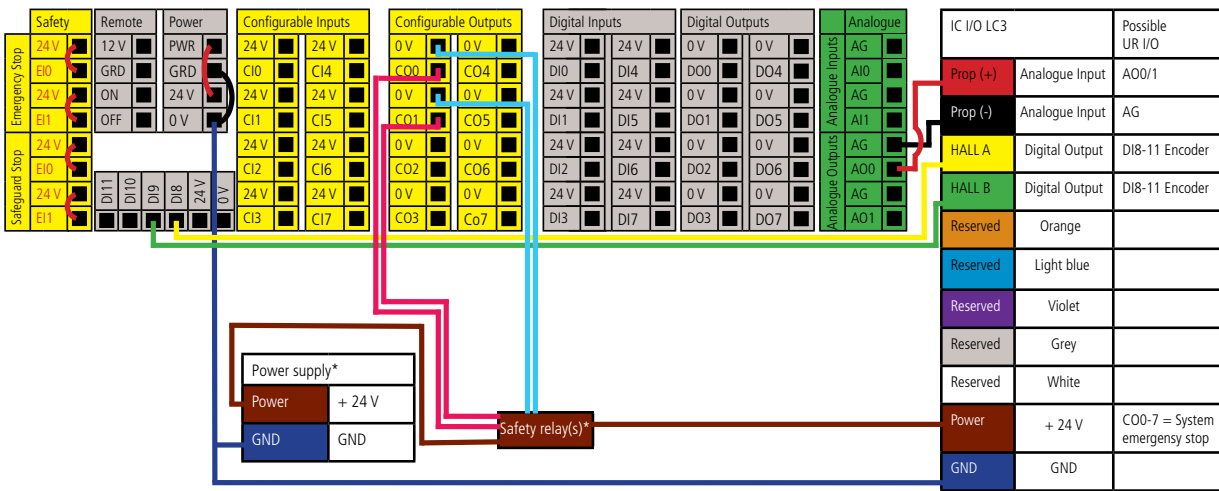 Safety
Emergency Stop
24 V
EI0
24 V
EI1
Safeguard Stop
24 V
EI0
24 V
EI1
Remote
12 V
GRD
ON
OFF
Power
PWR
GRD
24 V
0 V
DI11
DI10
DI9
DI8
24 V
0 V
Configurable Inputs
24 V 24 V
CI0 CI4
24 V 24 V
CI1 CI5
24 V 24 V
CI2 CI6
24 V 24 V
CI3 CI7
Configurable Outputs
0 V 0 V
CO0 CO4
0 V 0 V
CO1 CO5
0 V 0 V
CO2 CO6
0 V 0 V
CO3 Co7
Digital Inputs
24 V 24 V
DI0 DI4
24 V 24 V
DI1 DI5
24 V 24 V
DI2 DI6
24 V 24 V
DI3 DI7
Digital Outputs
0 V 0 V
DO0 DO4
0 V 0 V
DO1 DO5
0 V 0 V
DO2 DO6
0 V 0 V
DO3 DO7
Analogue
Analogue Inputs
AG
AI0
AG
AI1
Analogue Outputs
AG
AO0
AG
AO1
IC I/O LC3 Possible
UR I/O
Prop (+) Analogue Input AO0/1
Prop (-) Analogue Input AG
HALL A Digital Output DI8-11 Encoder
HALL B Digital Output DI8-11 Encoder
Reserved Orange
Reserved Light blue
Reserved Violet
Reserved Grey
Reserved White
Power + 24 V CO0-7 = System
emergensy stop
GND GND
Power supply*
Power + 24 V
GND GND
Safety relay(s)*